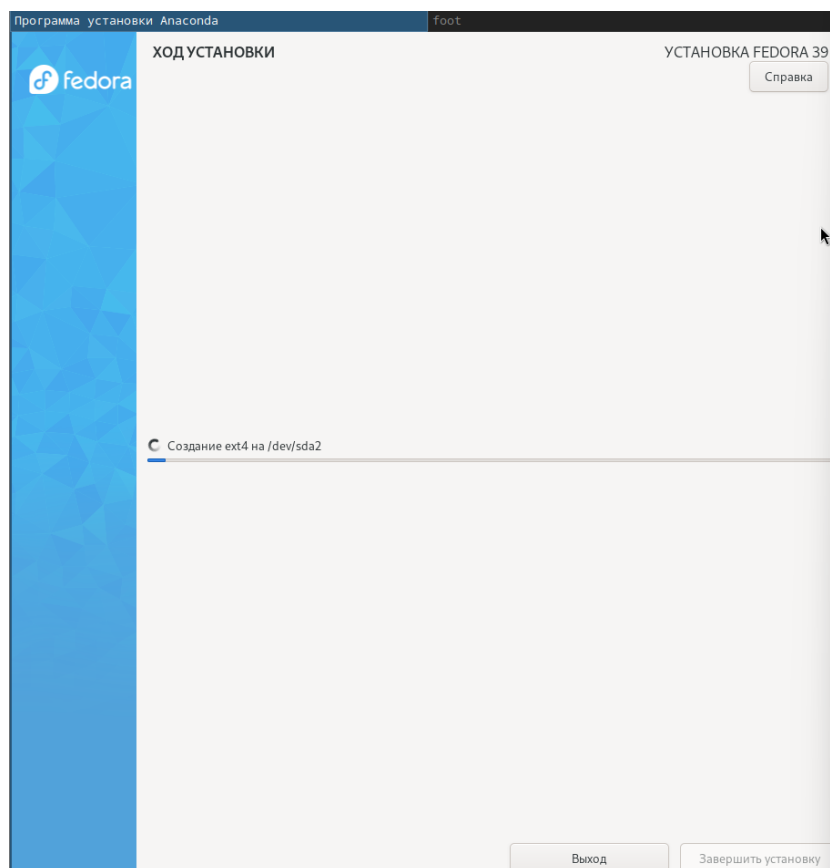 Программа установки Anaconda
foot
ХОД УСТАНОВКИ
УСТАНОВКА FEDORA 39
fedora
Справка
Создание ext4 на /dev/sda2
Выход
Завершить установку